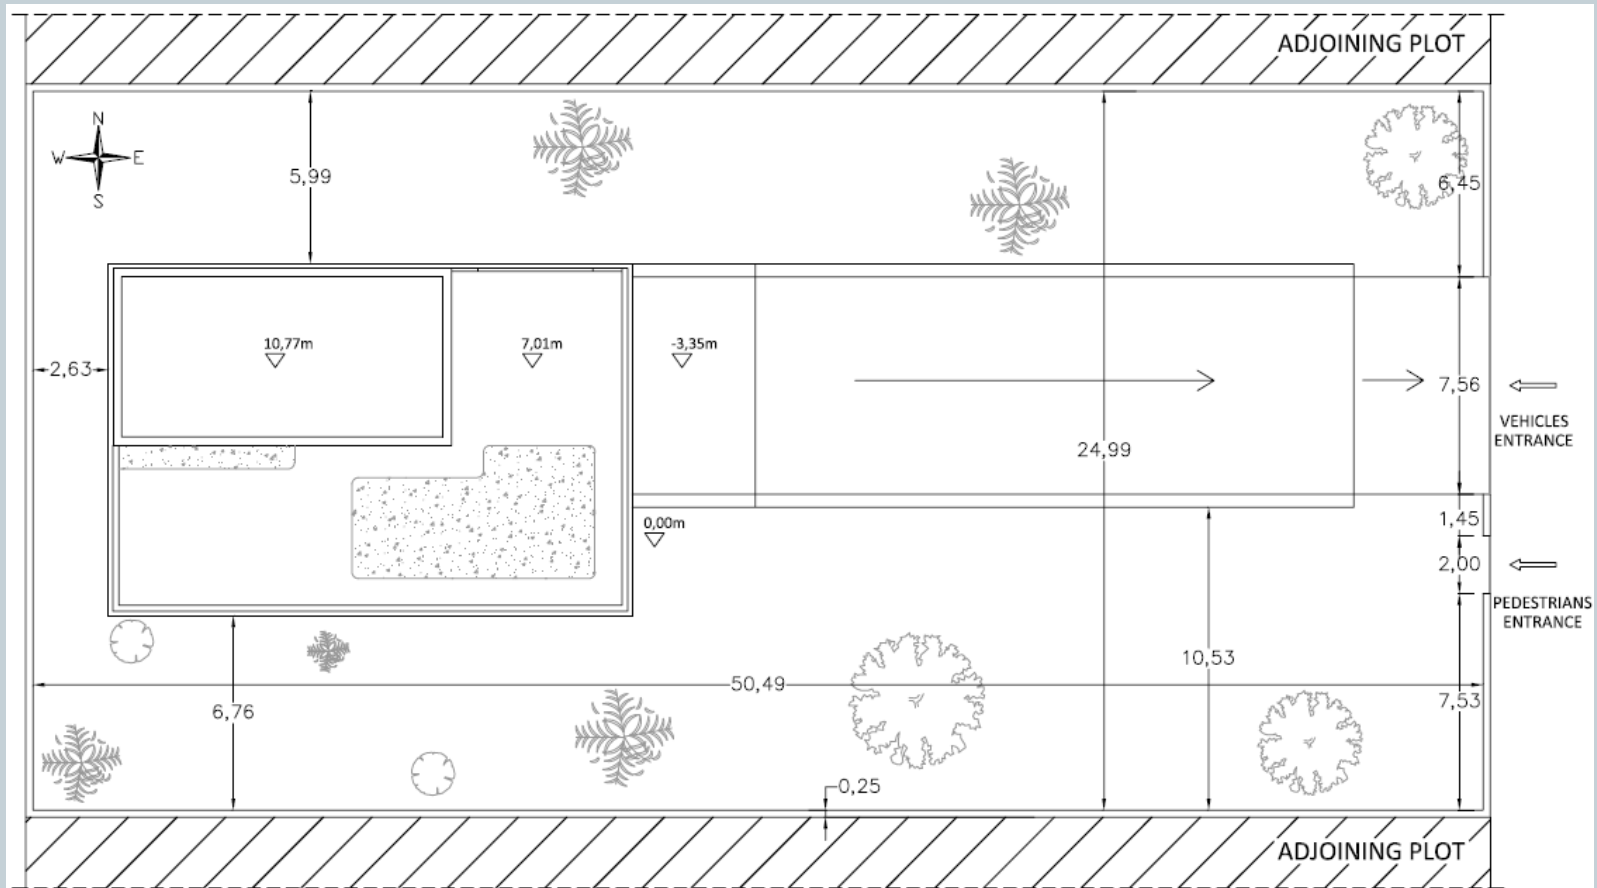 ADJOINING PLOT
N
W E
S
5,99
6,45
10,77m
7,01m
-3,35m
2,63
7,56
VEHICLES
ENTRANCE
24,99
0,00m
1,45
2,00
PEDESTRIANS
ENTRANCE
10,53
50,49
7,53
6,76
0,25
ADJOINING PLOT